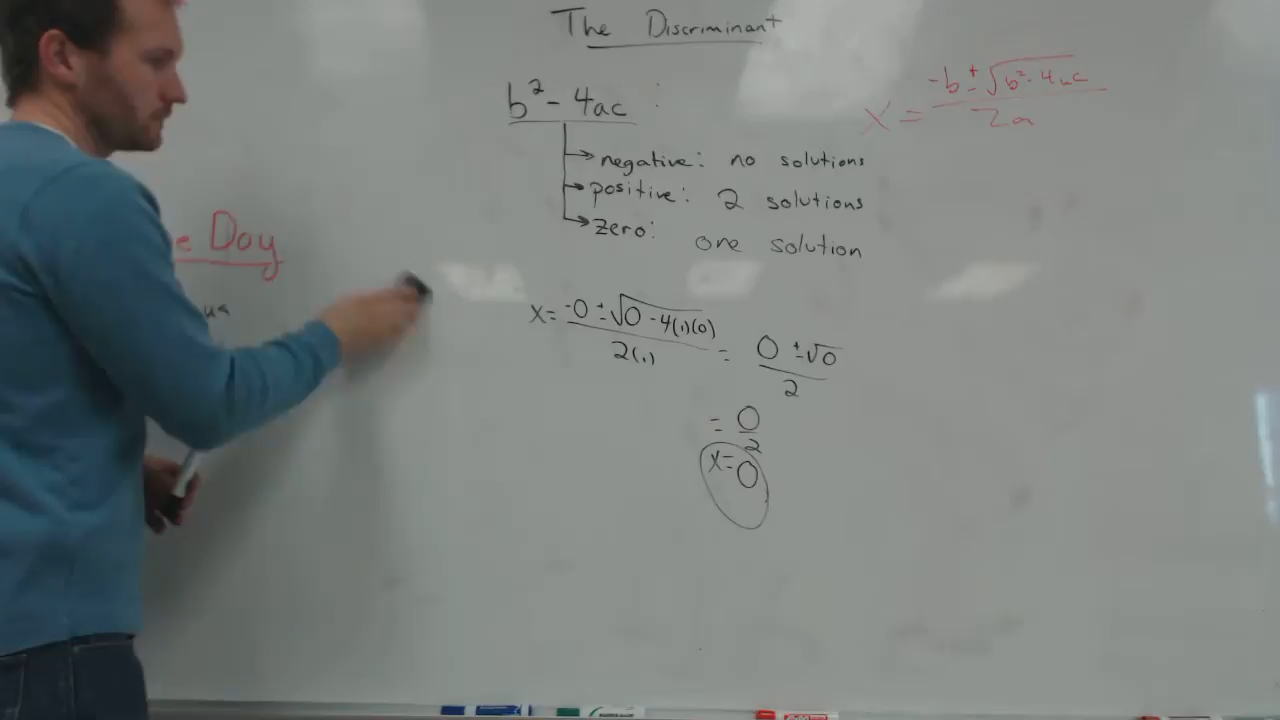 The Discriminant
b² - 4ac :
negative: no solutions
positive: 2 solutions
zero: one solution
x = -b ± √b² - 4ac / 2a
e Day
x = -0 ± √0 - 4(1)(0) / 2(1) = 0 ± √0 / 2
= 0 / 2
x = 0